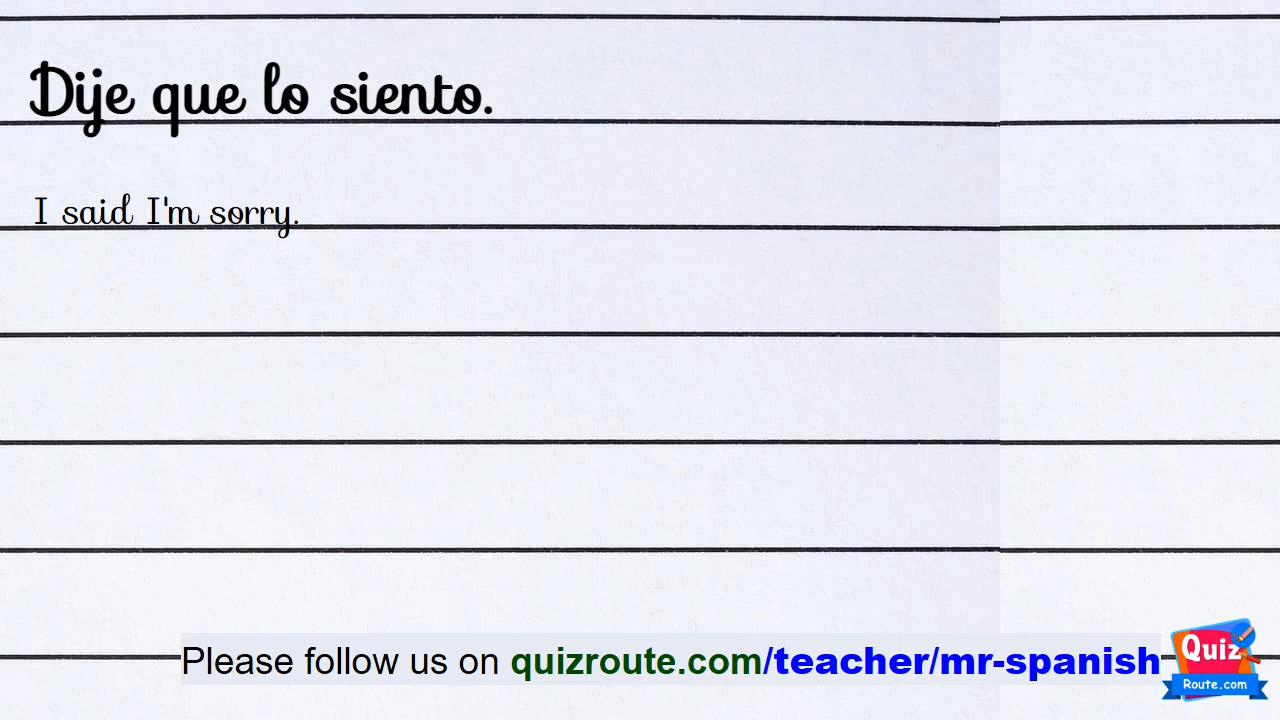 Dije que lo siento.
I said I'm sorry.
Please follow us on quizroute.com/teacher/mr-spanish
Quiz
Route.com